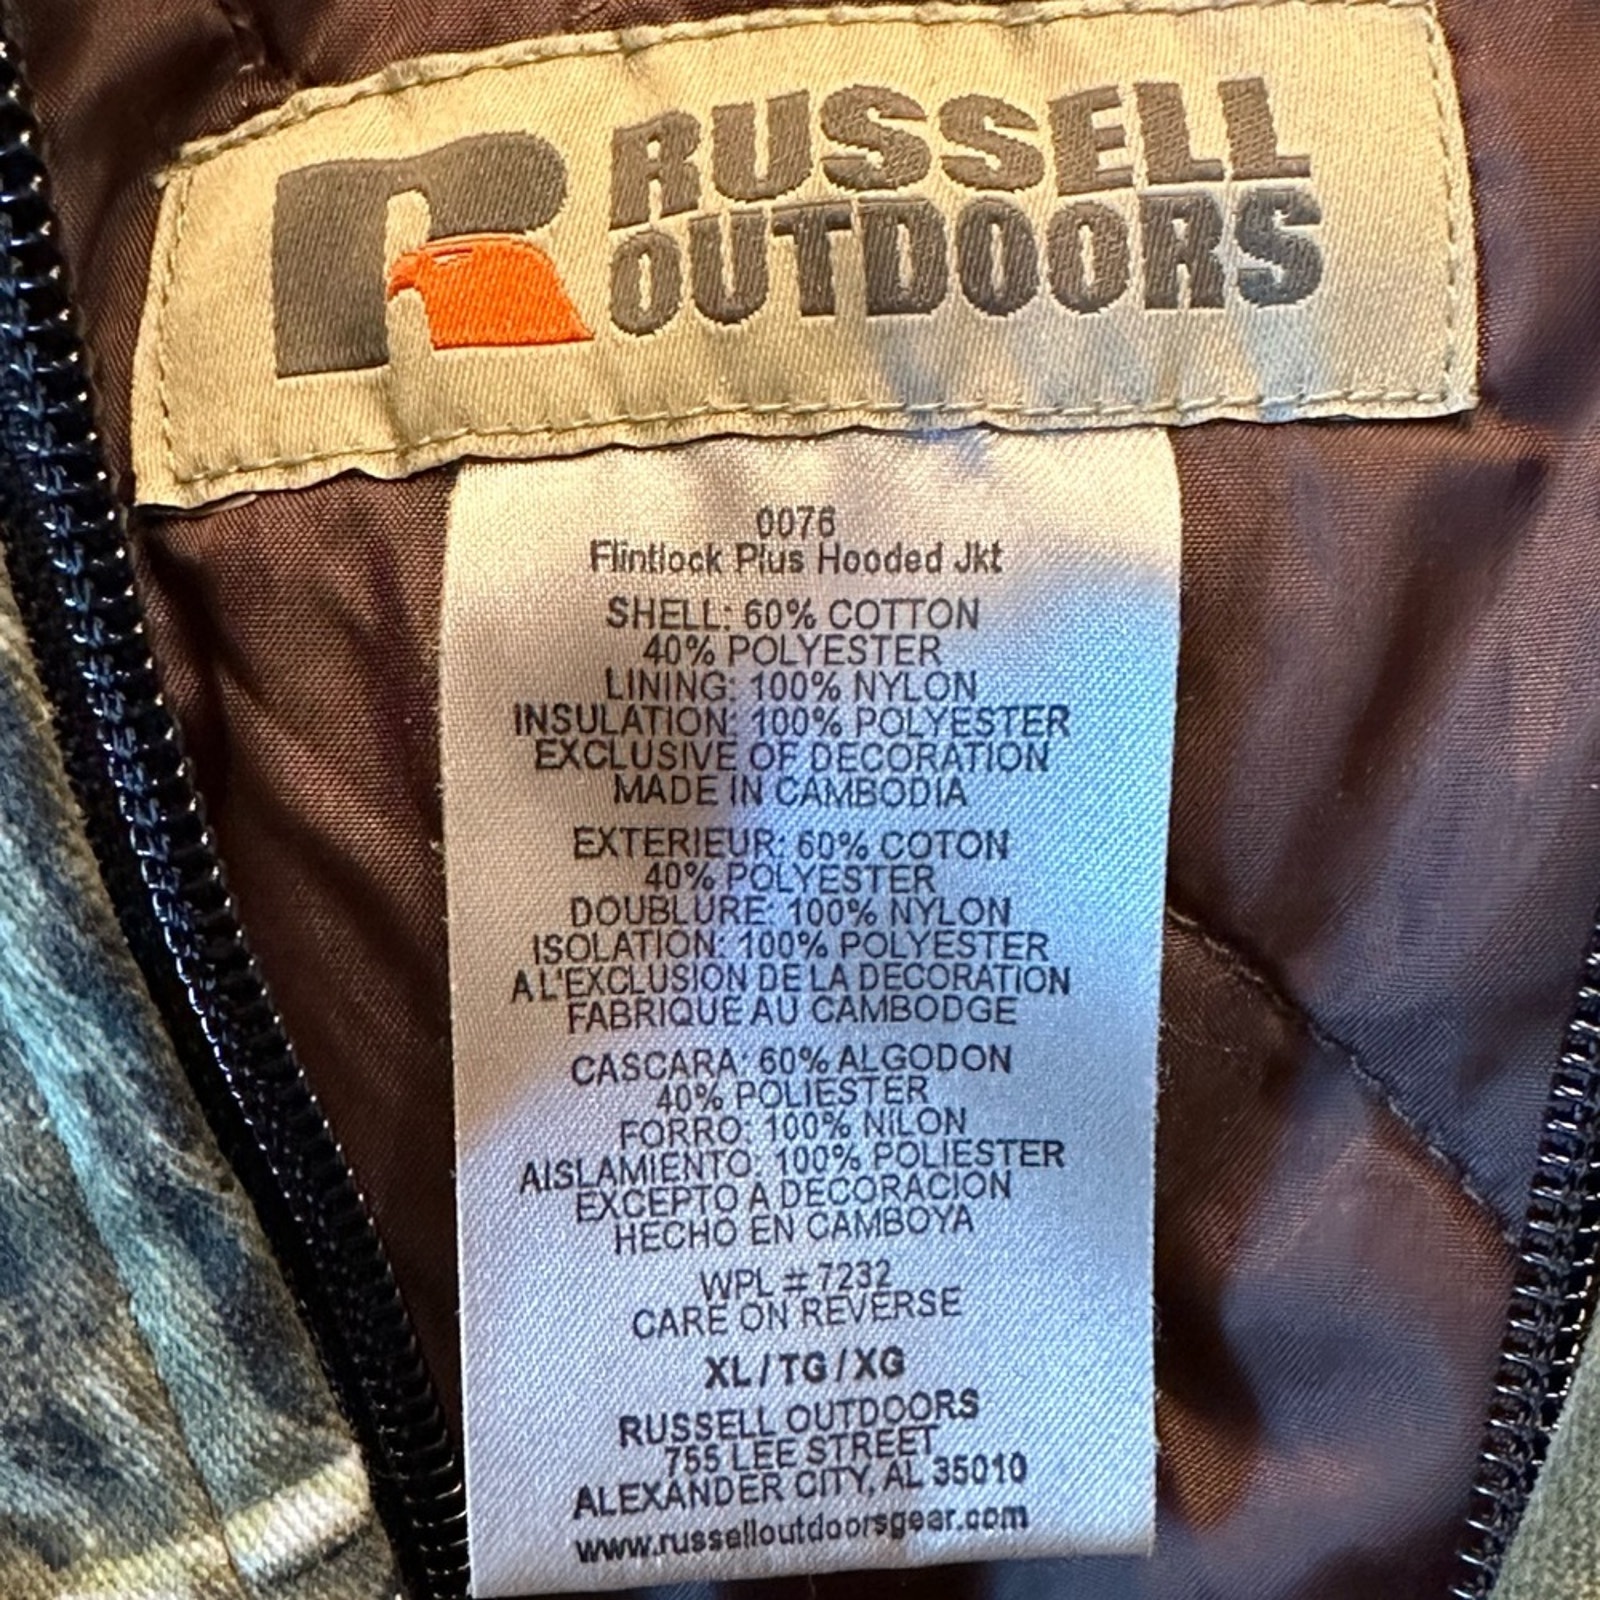 RUSSELL
OUTDOORS
0076
Flintlock Plus Hooded Jkt
SHELL: 60% COTTON
40% POLYESTER
LINING: 100% NYLON
INSULATION: 100% POLYESTER
EXCLUSIVE OF DECORATION
MADE IN CAMBODIA
EXTERIEUR: 60% COTON
40% POLYESTER
DOUBLURE: 100% NYLON
ISOLATION: 100% POLYESTER
A L'EXCLUSION DE LA DECORATION
FABRIQUE AU CAMBODGE
CASCARA: 60% ALGODON
40% POLIESTER
FORRO: 100% NILON
AISLAMIENTO: 100% POLIESTER
EXCEPTO A DECORACION
HECHO EN CAMBOYA
WPL # 7232
CARE ON REVERSE
XL / TG / XG
RUSSELL OUTDOORS
755 LEE STREET
ALEXANDER CITY, AL 35010
www.russelloutdoorsgear.com